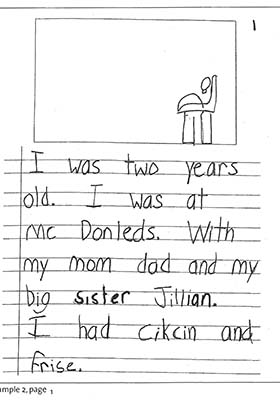 1
I was two years
old. I was at
Mc Donleds. With
my mom dad and my
big sister Jillian.
I had cikcin and
frise.
ample 2, page 1